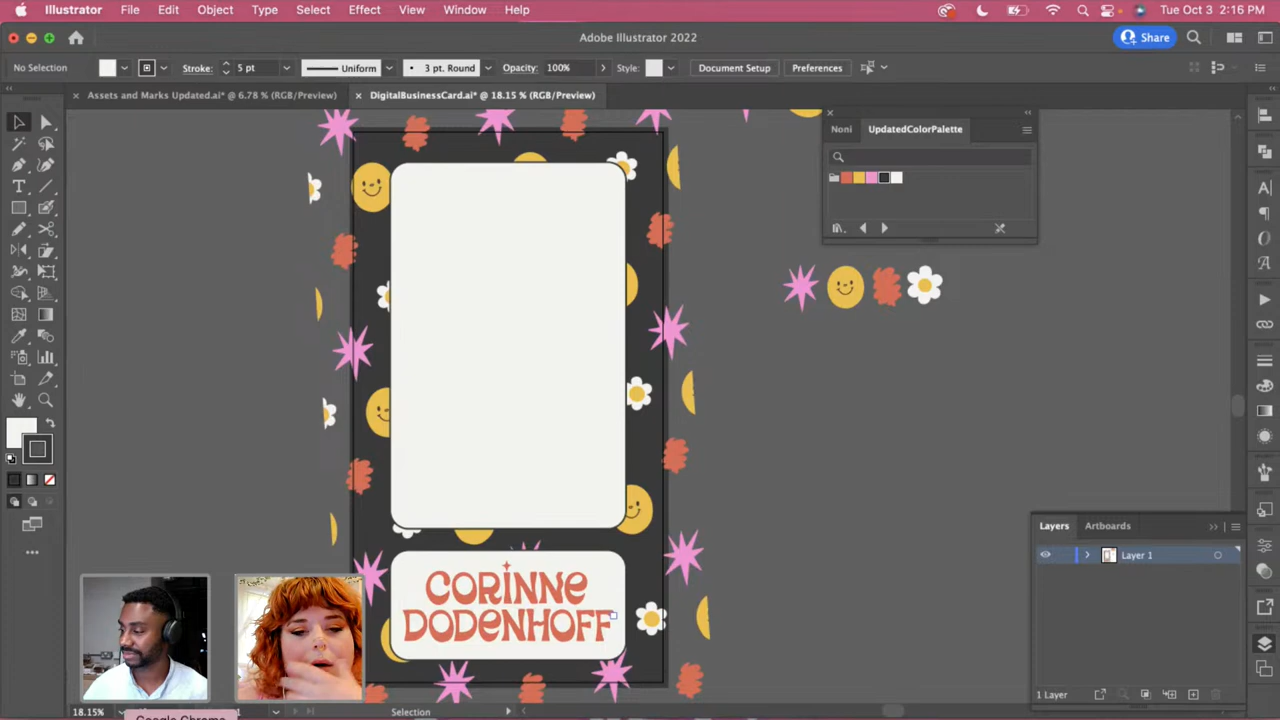 Illustrator File Edit Object Type Select Effect View Window Help
Tue Oct 3 2:16 PM
Adobe Illustrator 2022
Share
No Selection
Stroke: 5 pt
Uniform
3 pt. Round
Opacity: 100%
Style:
Document Setup
Preferences
Assets and Marks Updated.ai* @ 6.78 % (RGB/Preview)
DigitalBusinessCard.ai* @ 18.15 % (RGB/Preview)
Noni
UpdatedColorPalette
CORINNE
DODENHOFF
Layers
Artboards
Layer 1
1 Layer
18.15%
Selection
Google Chrome